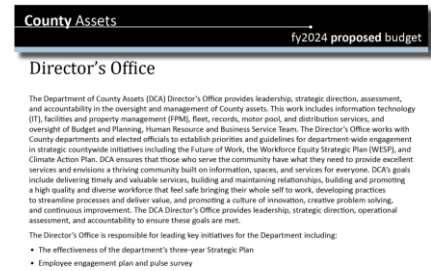 County Assets
fy2024 proposed budget
Director's Office
The Department of County Assets (DCA) Director's Office provides leadership, strategic direction, assessment,
and accountability in the oversight and management of County assets. This work includes information technology
(IT), facilities and property management (FPM), fleet, records, motor pool, and distribution services, and
oversight of Budget and Planning, Human Resource and Business Service Team. The Director's Office works with
County departments and elected officials to establish priorities and guidelines for department-wide engagement
in strategic countywide initiatives including the Future of Work, the Workforce Equity Strategic Plan (WESP), and
Climate Action Plan. DCA ensures that those who serve the community have what they need to provide excellent
services and envisions a thriving community built on information, spaces, and services for everyone. DCA's goals
include delivering timely and valuable services, building and maintaining relationships, building and promoting
a high quality and diverse workforce that feel safe bringing their whole self to work, developing practices
to streamline processes and deliver value, and promoting a culture of innovation, creative problem solving,
and continuous improvement. The DCA Director's Office provides leadership, strategic direction, operational
assessment, and accountability to ensure these goals are met.
The Director's Office is responsible for leading key initiatives for the Department including:
• The effectiveness of the department's three-year Strategic Plan
• Employee engagement plan and pulse survey